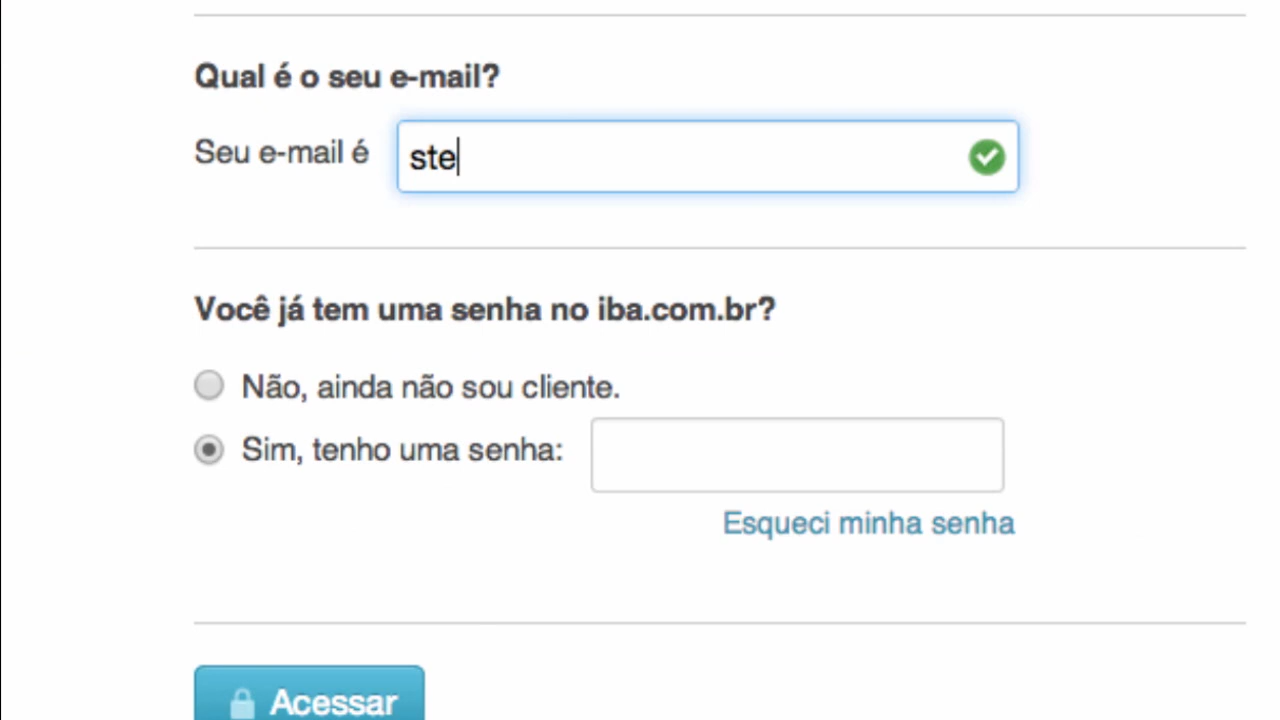 Qual é o seu e-mail?
Seu e-mail é ste
Você já tem uma senha no iba.com.br?
Não, ainda não sou cliente.
Sim, tenho uma senha:
Esqueci minha senha
Acessar